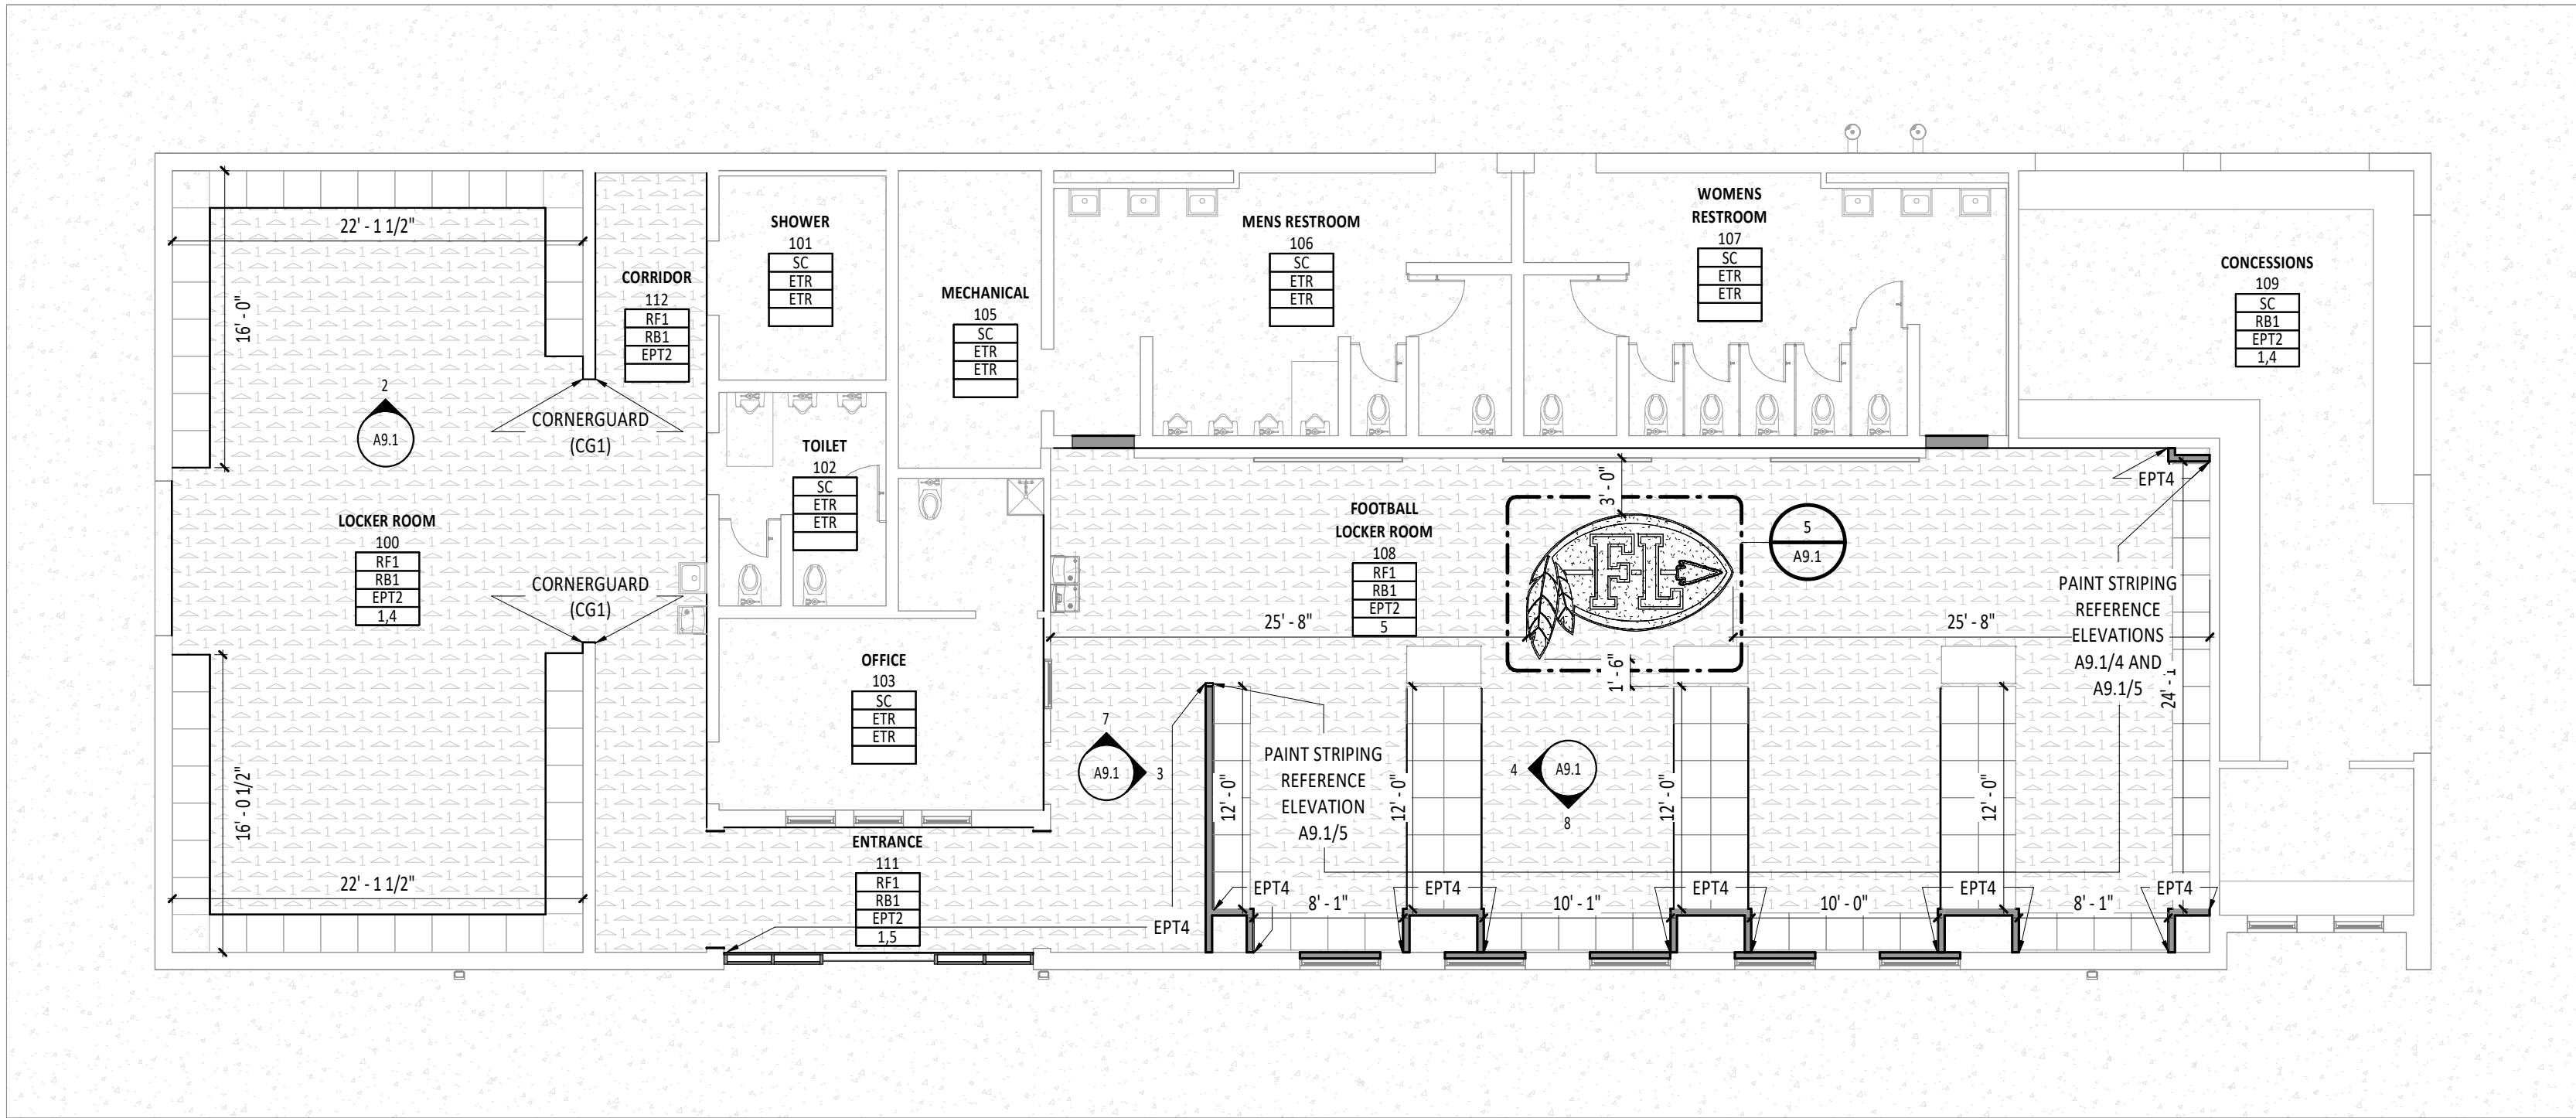 22' - 1 1/2"
16' - 0"
2
A9.1
LOCKER ROOM
100
RF1
RB1
EPT2
1,4
16' - 0 1/2"
22' - 1 1/2"
CORNERGUARD
(CG1)
CORNERGUARD
(CG1)
CORRIDOR
112
RF1
RB1
EPT2
SHOWER
101
SC
ETR
ETR
TOILET
102
SC
ETR
ETR
MECHANICAL
105
SC
ETR
ETR
OFFICE
103
SC
ETR
ETR
ENTRANCE
111
RF1
RB1
EPT2
1,5
MENS RESTROOM
106
SC
ETR
ETR
WOMENS
RESTROOM
107
SC
ETR
ETR
CONCESSIONS
109
SC
RB1
EPT2
1,4
FOOTBALL
LOCKER ROOM
108
RF1
RB1
EPT2
5
3' - 0"
FL
5
A9.1
EPT4
PAINT STRIPING
REFERENCE
ELEVATIONS
A9.1/4 AND
A9.1/5
25' - 8"
25' - 8"
1' - 6"
24' - 1"
7
A9.1
3
PAINT STRIPING
REFERENCE
ELEVATION
A9.1/5
4
A9.1
8
12' - 0"
12' - 0"
12' - 0"
12' - 0"
EPT4
EPT4
EPT4
EPT4
EPT4
EPT4
8' - 1"
10' - 1"
10' - 0"
8' - 1"